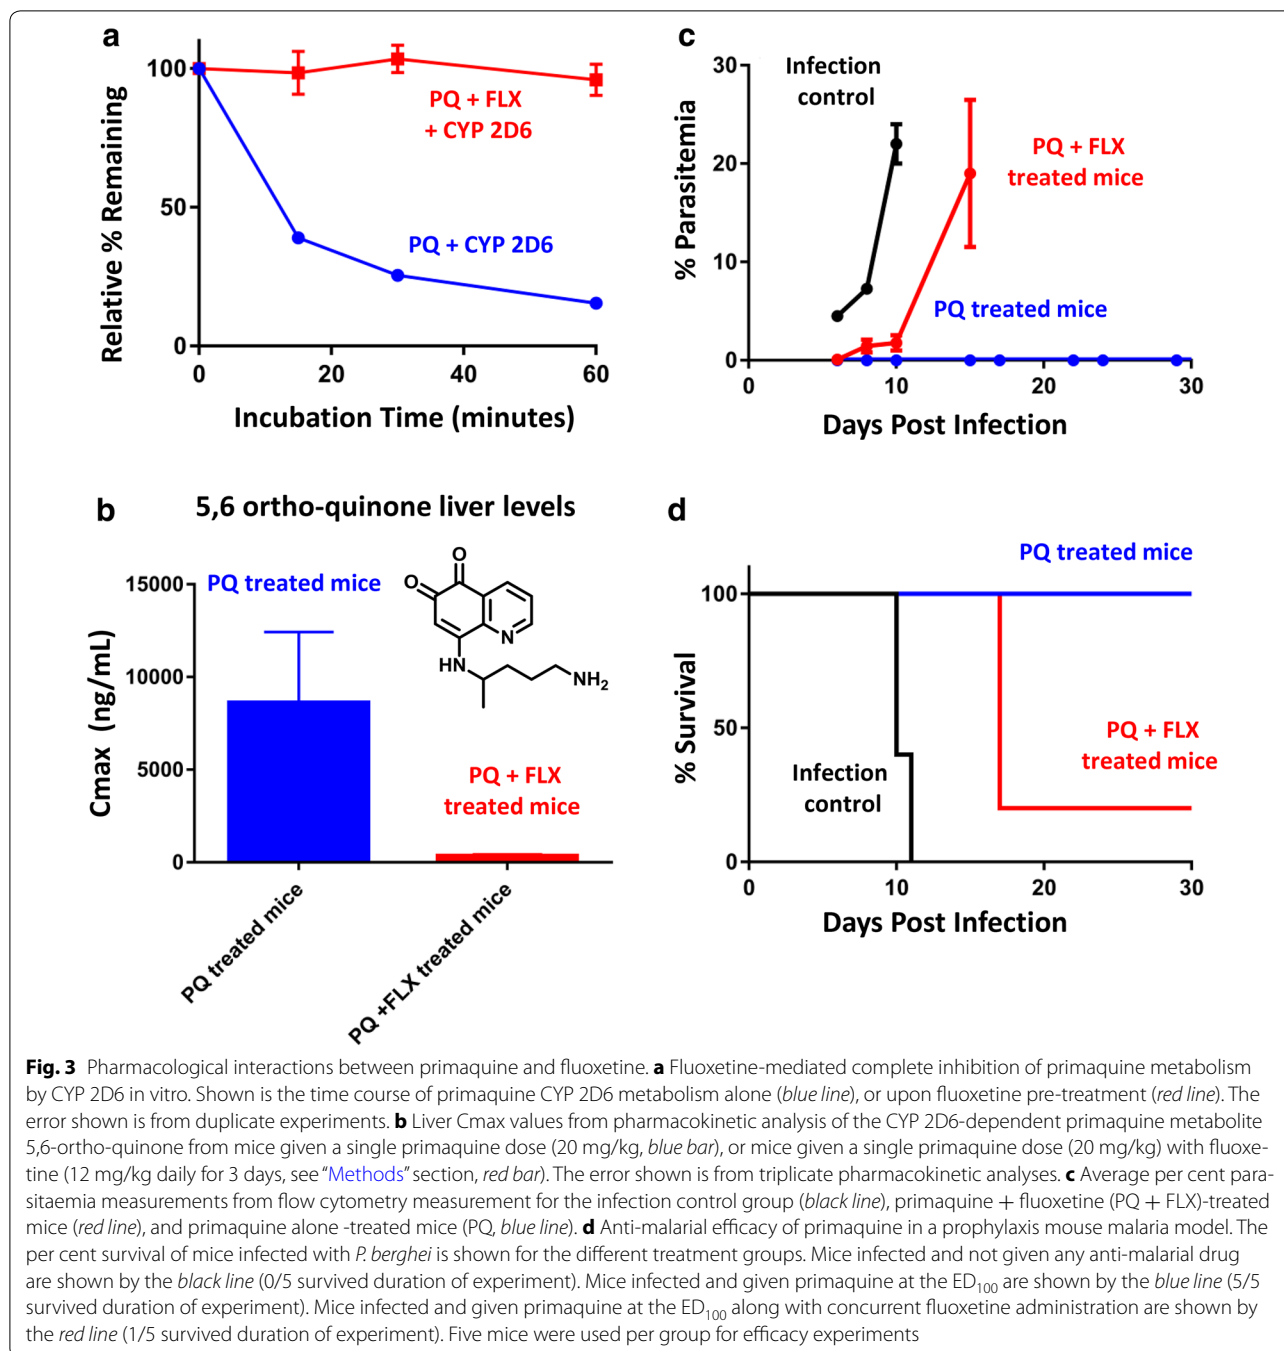 a
100
50
0
0
20
40
60
Relative % Remaining
Incubation Time (minutes)
PQ + FLX
+ CYP 2D6
PQ + CYP 2D6
c
30
20
10
0
0
10
20
30
% Parasitemia
Days Post Infection
Infection
control
PQ + FLX
treated mice
PQ treated mice
b
5,6 ortho-quinone liver levels
15000
10000
5000
0
Cmax (ng/mL)
PQ treated mice
PQ + FLX
treated mice
O
O
N
HN
NH2
PQ treated mice
PQ +FLX treated mice
d
100
50
0
0
10
20
30
% Survival
Days Post Infection
PQ treated mice
PQ + FLX
treated mice
Infection
control
Fig. 3 Pharmacological interactions between primaquine and fluoxetine. a Fluoxetine-mediated complete inhibition of primaquine metabolism
by CYP 2D6 in vitro. Shown is the time course of primaquine CYP 2D6 metabolism alone (blue line), or upon fluoxetine pre-treatment (red line). The
error shown is from duplicate experiments. b Liver Cmax values from pharmacokinetic analysis of the CYP 2D6-dependent primaquine metabolite
5,6-ortho-quinone from mice given a single primaquine dose (20 mg/kg, blue bar), or mice given a single primaquine dose (20 mg/kg) with fluoxe-
tine (12 mg/kg daily for 3 days, see “Methods” section, red bar). The error shown is from triplicate pharmacokinetic analyses. c Average per cent para-
sitaemia measurements from flow cytometry measurement for the infection control group (black line), primaquine + fluoxetine (PQ + FLX)-treated
mice (red line), and primaquine alone -treated mice (PQ, blue line). d Anti-malarial efficacy of primaquine in a prophylaxis mouse malaria model. The
per cent survival of mice infected with P. berghei is shown for the different treatment groups. Mice infected and not given any anti-malarial drug
are shown by the black line (0/5 survived duration of experiment). Mice infected and given primaquine at the ED100 are shown by the blue line (5/5
survived duration of experiment). Mice infected and given primaquine at the ED100 along with concurrent fluoxetine administration are shown by
the red line (1/5 survived duration of experiment). Five mice were used per group for efficacy experiments